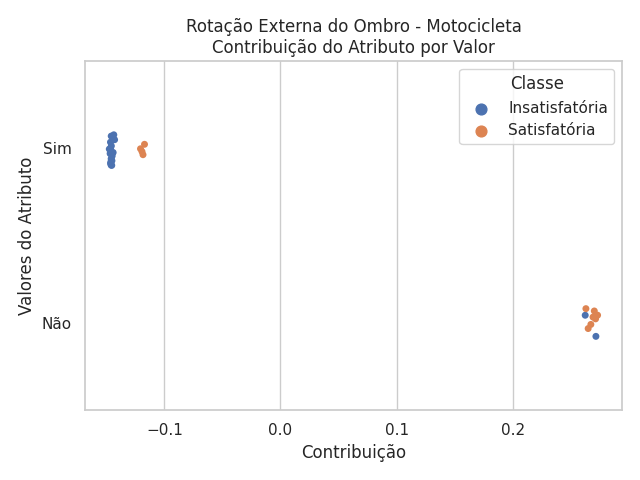 Rotação Externa do Ombro - Motocicleta
Contribuição do Atributo por Valor
Classe
Insatisfatória
Satisfatória
Valores do Atributo
Sim
Não
−0.1
0.0
0.1
0.2
Contribuição